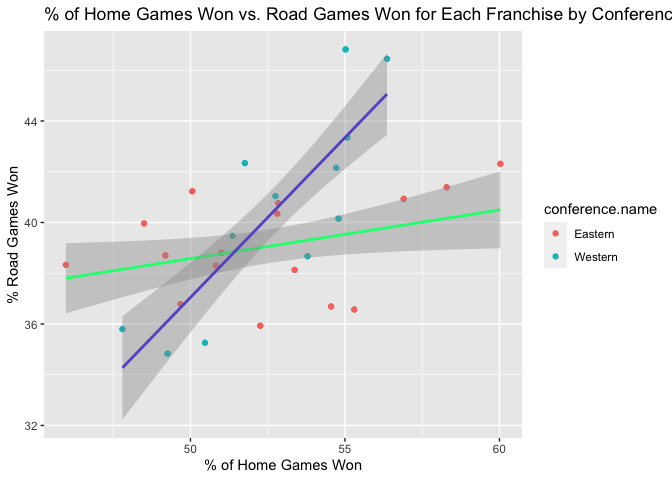 % of Home Games Won vs. Road Games Won for Each Franchise by Conferenc
44
40
36
32
% Road Games Won
50
55
60
% of Home Games Won
conference.name
Eastern
Western